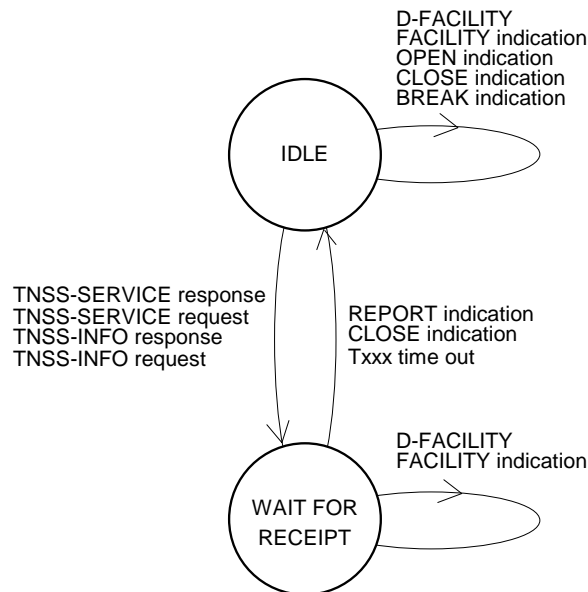 D-FACILITY
FACILITY indication
OPEN indication
CLOSE indication
BREAK indication
IDLE
TNSS-SERVICE response
TNSS-SERVICE request
TNSS-INFO response
TNSS-INFO request
REPORT indication
CLOSE indication
Txxx time out
D-FACILITY
FACILITY indication
WAIT FOR
RECEIPT